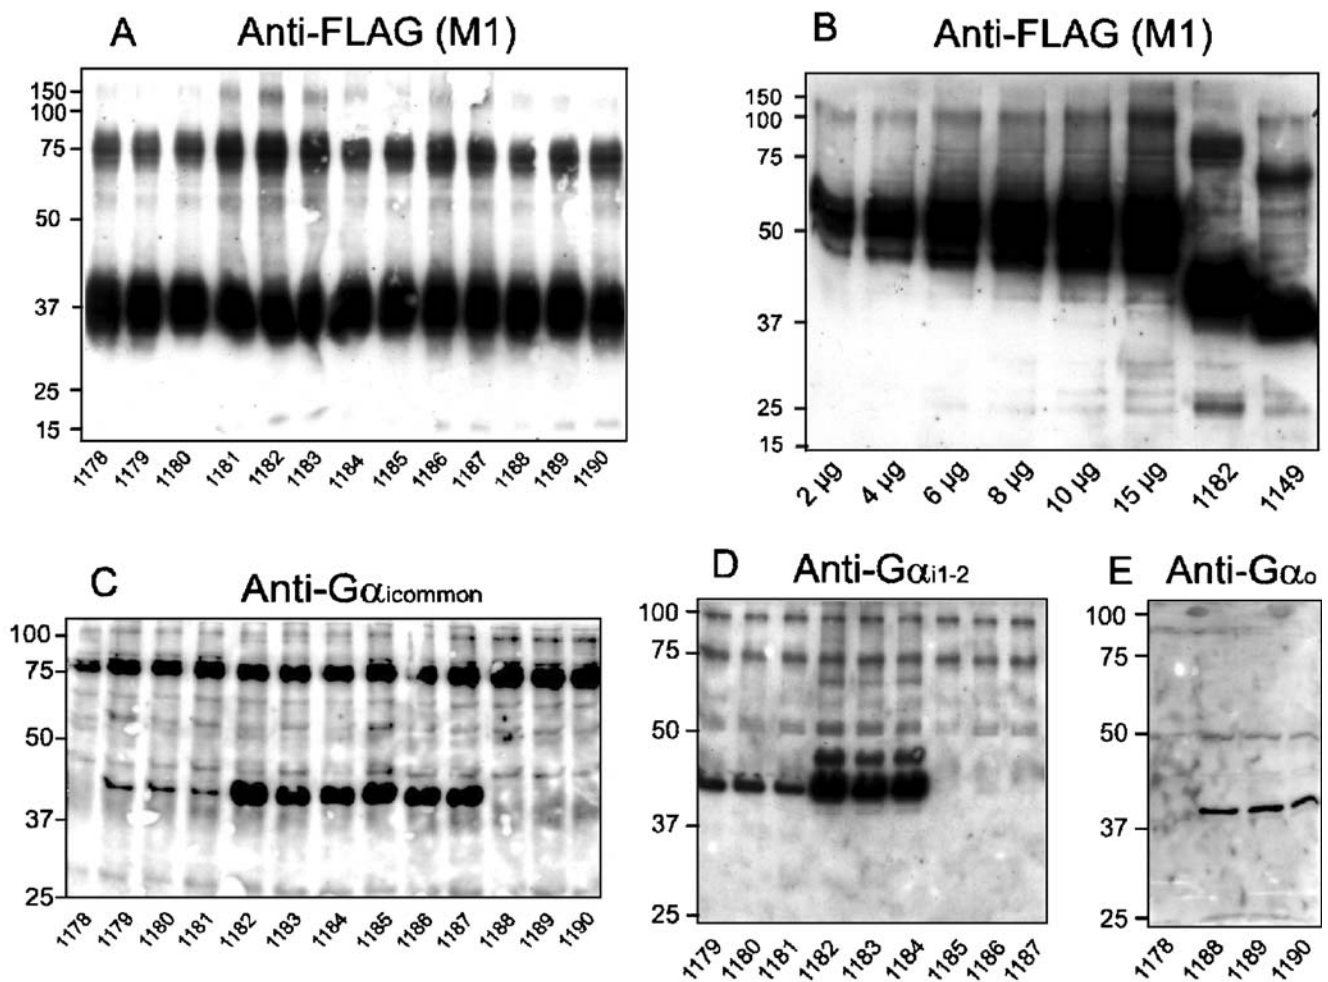 A Anti-FLAG (M1)
150
100
75
50
37
25
15
1178 1179 1180 1181 1182 1183 1184 1185 1186 1187 1188 1189 1190
B Anti-FLAG (M1)
150
100
75
50
37
25
15
2 µg 4 µg 6 µg 8 µg 10 µg 15 µg 1182 1149
C Anti-Gαicommon
100
75
50
37
25
1178 1179 1180 1181 1182 1183 1184 1185 1186 1187 1188 1189 1190
D Anti-Gαi1-2
100
75
50
37
25
1179 1180 1181 1182 1183 1184 1185 1186 1187
E Anti-Gαo
100
75
50
37
25
1178 1188 1189 1190